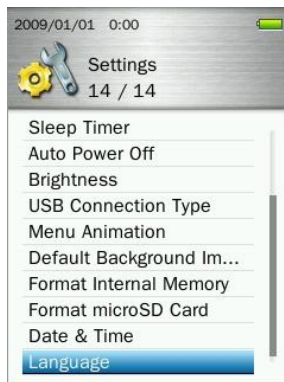 2009/01/01 0:00
Settings
14 / 14
Sleep Timer
Auto Power Off
Brightness
USB Connection Type
Menu Animation
Default Background Im...
Format Internal Memory
Format microSD Card
Date & Time
Language